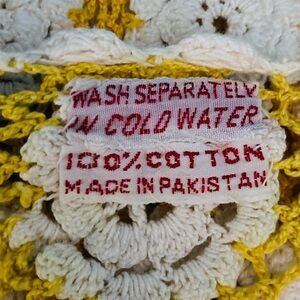 WASH SEPARATELY
IN COLD WATER
100% COTTON
MADE IN PAKISTAN